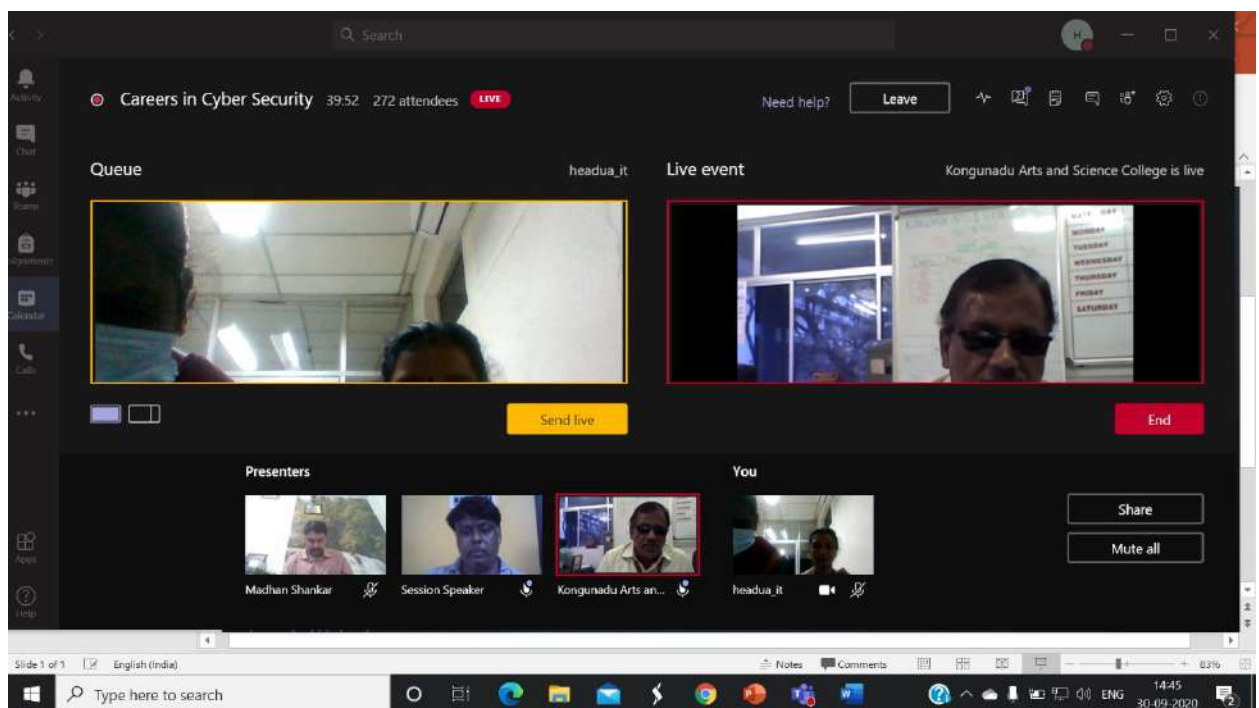 Search
H
Activity
Chat
Teams
Assignments
Calendar
Calls
Apps
Help
Careers in Cyber Security 39:52 272 attendees LIVE
Need help? Leave
Queue headua_it
Live event Kongunadu Arts and Science College is live
DATE DAY
MONDAY
TUESDAY
WEDNESDAY
THURSDAY
FRIDAY
SATURDAY
Send live
End
Presenters
You
Madhan Shankar
Session Speaker
Kongunadu Arts an...
headua_it
Share
Mute all
Slide 1 of 1 English (India) Notes Comments 83%
Type here to search ENG 14:45
30-09-2020